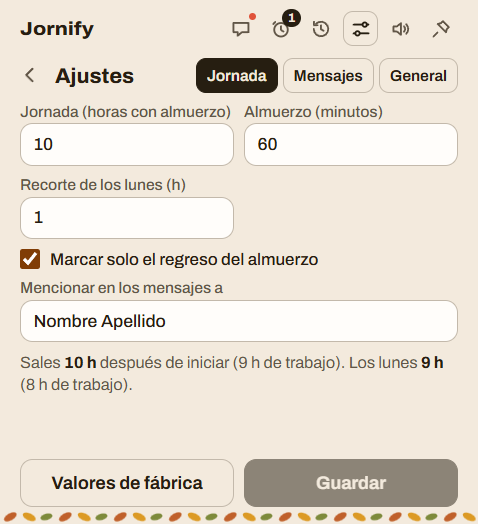 Jornify
1
Ajustes
Jornada
Mensajes
General
Jornada (horas con almuerzo)
Almuerzo (minutos)
10
60
Recorte de los lunes (h)
1
Marcar solo el regreso del almuerzo
Mencionar en los mensajes a
Nombre Apellido
Sales 10 h después de iniciar (9 h de trabajo). Los lunes 9 h
(8 h de trabajo).
Valores de fábrica
Guardar